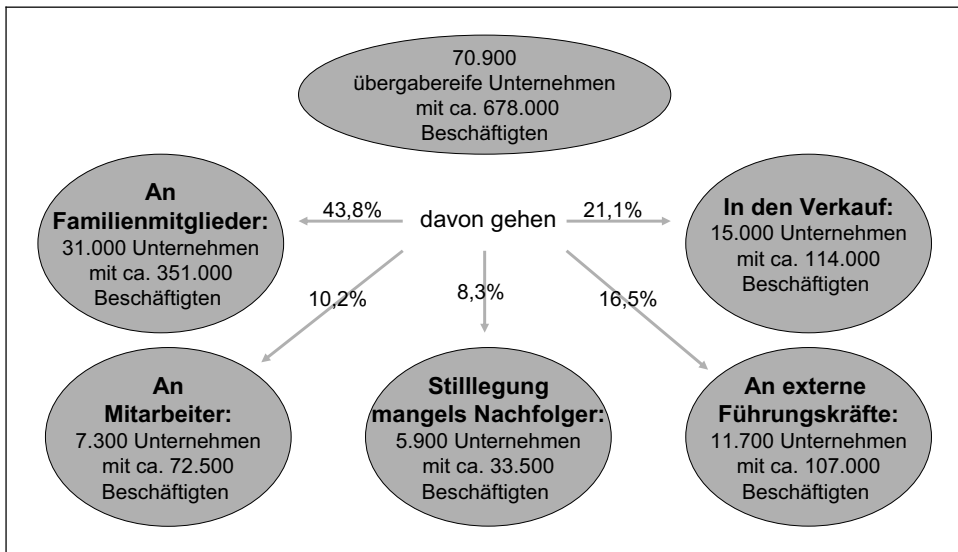 70.900
übergabereife Unternehmen
mit ca. 678.000
Beschäftigten
An
Familienmitglieder:
31.000 Unternehmen
mit ca. 351.000
Beschäftigten
43,8%
davon gehen
21,1%
In den Verkauf:
15.000 Unternehmen
mit ca. 114.000
Beschäftigten
10,2%
8,3%
16,5%
An
Mitarbeiter:
7.300 Unternehmen
mit ca. 72.500
Beschäftigten
Stilllegung
mangels Nachfolger:
5.900 Unternehmen
mit ca. 33.500
Beschäftigten
An externe
Führungskräfte:
11.700 Unternehmen
mit ca. 107.000
Beschäftigten